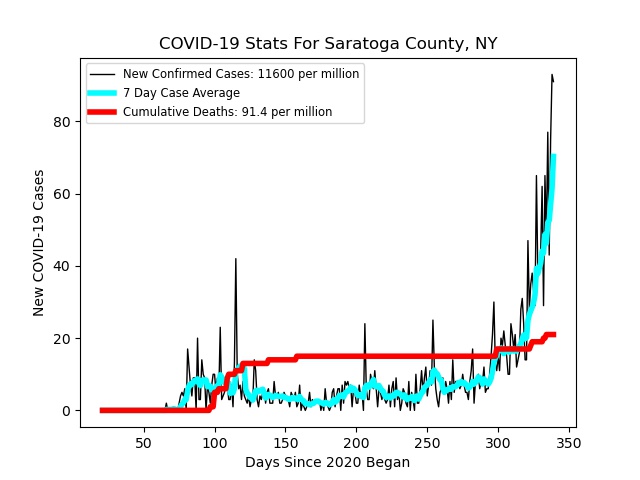 COVID-19 Stats For Saratoga County, NY
New Confirmed Cases: 11600 per million
7 Day Case Average
Cumulative Deaths: 91.4 per million
New COVID-19 Cases
80
60
40
20
0
50 100 150 200 250 300 350
Days Since 2020 Began